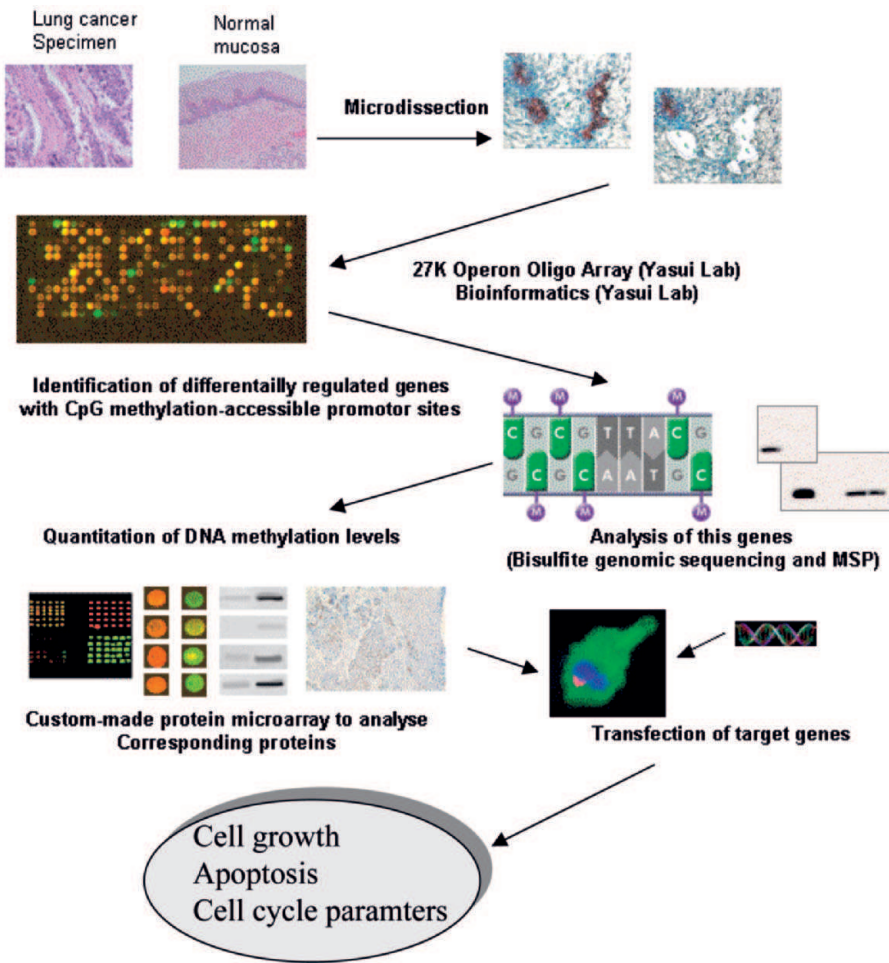 Lung cancer
Specimen
Normal
mucosa
Microdissection
27K Operon Oligo Array (Yasui Lab)
Bioinformatics (Yasui Lab)
Identification of differentailly regulated genes
with CpG methylation-accessible promotor sites
M M M
C G C G T T A C G
G C G C A A T G C
M M M
Quantitation of DNA methylation levels
Analysis of this genes
(Bisulfite genomic sequencing and MSP)
Custom-made protein microarray to analyse
Corresponding proteins
Transfection of target genes
Cell growth
Apoptosis
Cell cycle paramters